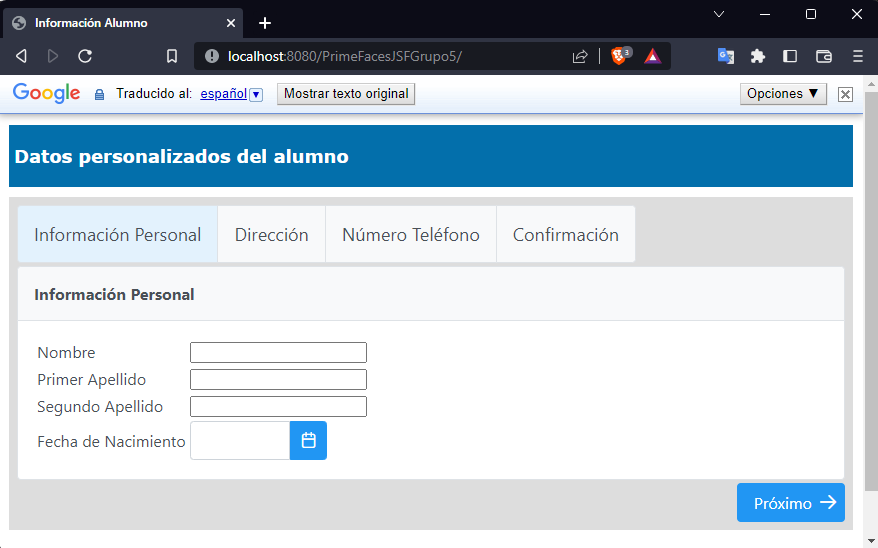 Información Alumno
localhost:8080/PrimeFacesJSFGrupo5/
3
Google Traducido al: español Mostrar texto original Opciones ▼
Datos personalizados del alumno
Información Personal Dirección Número Teléfono Confirmación
Información Personal
Nombre
Primer Apellido
Segundo Apellido
Fecha de Nacimiento
Próximo